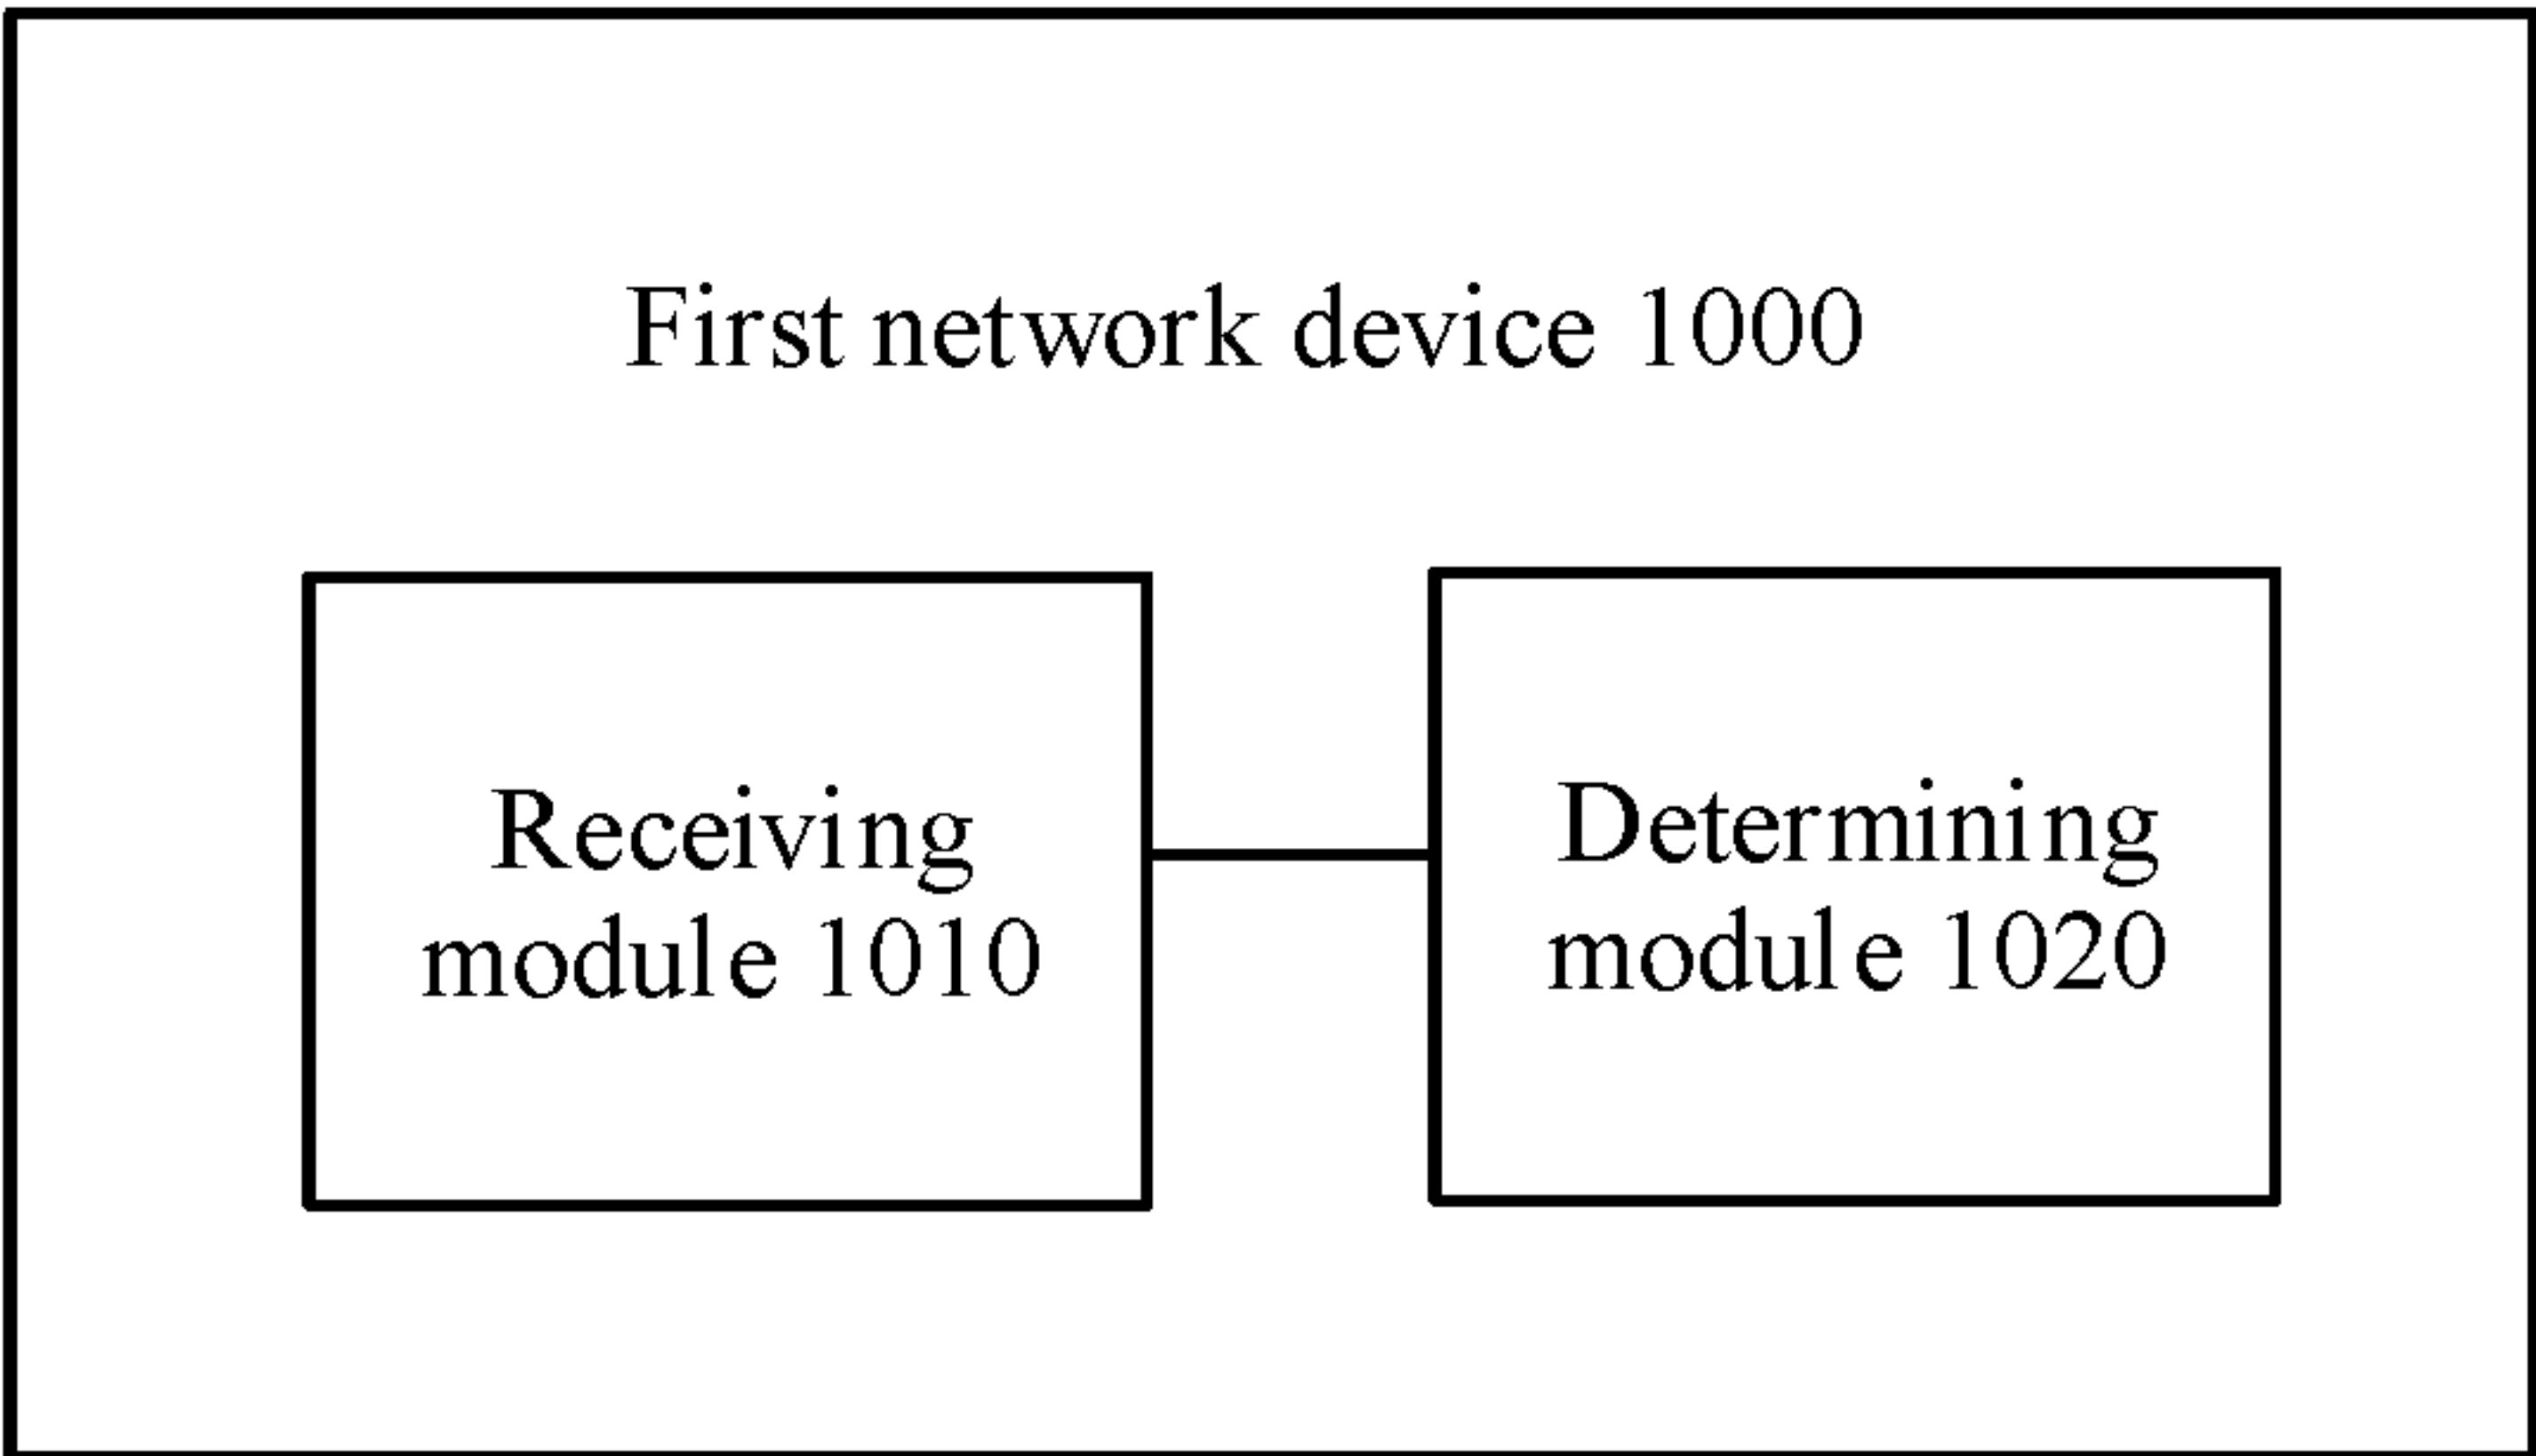 First network device 1000
Receiving
module 1010
Determining
module 1020